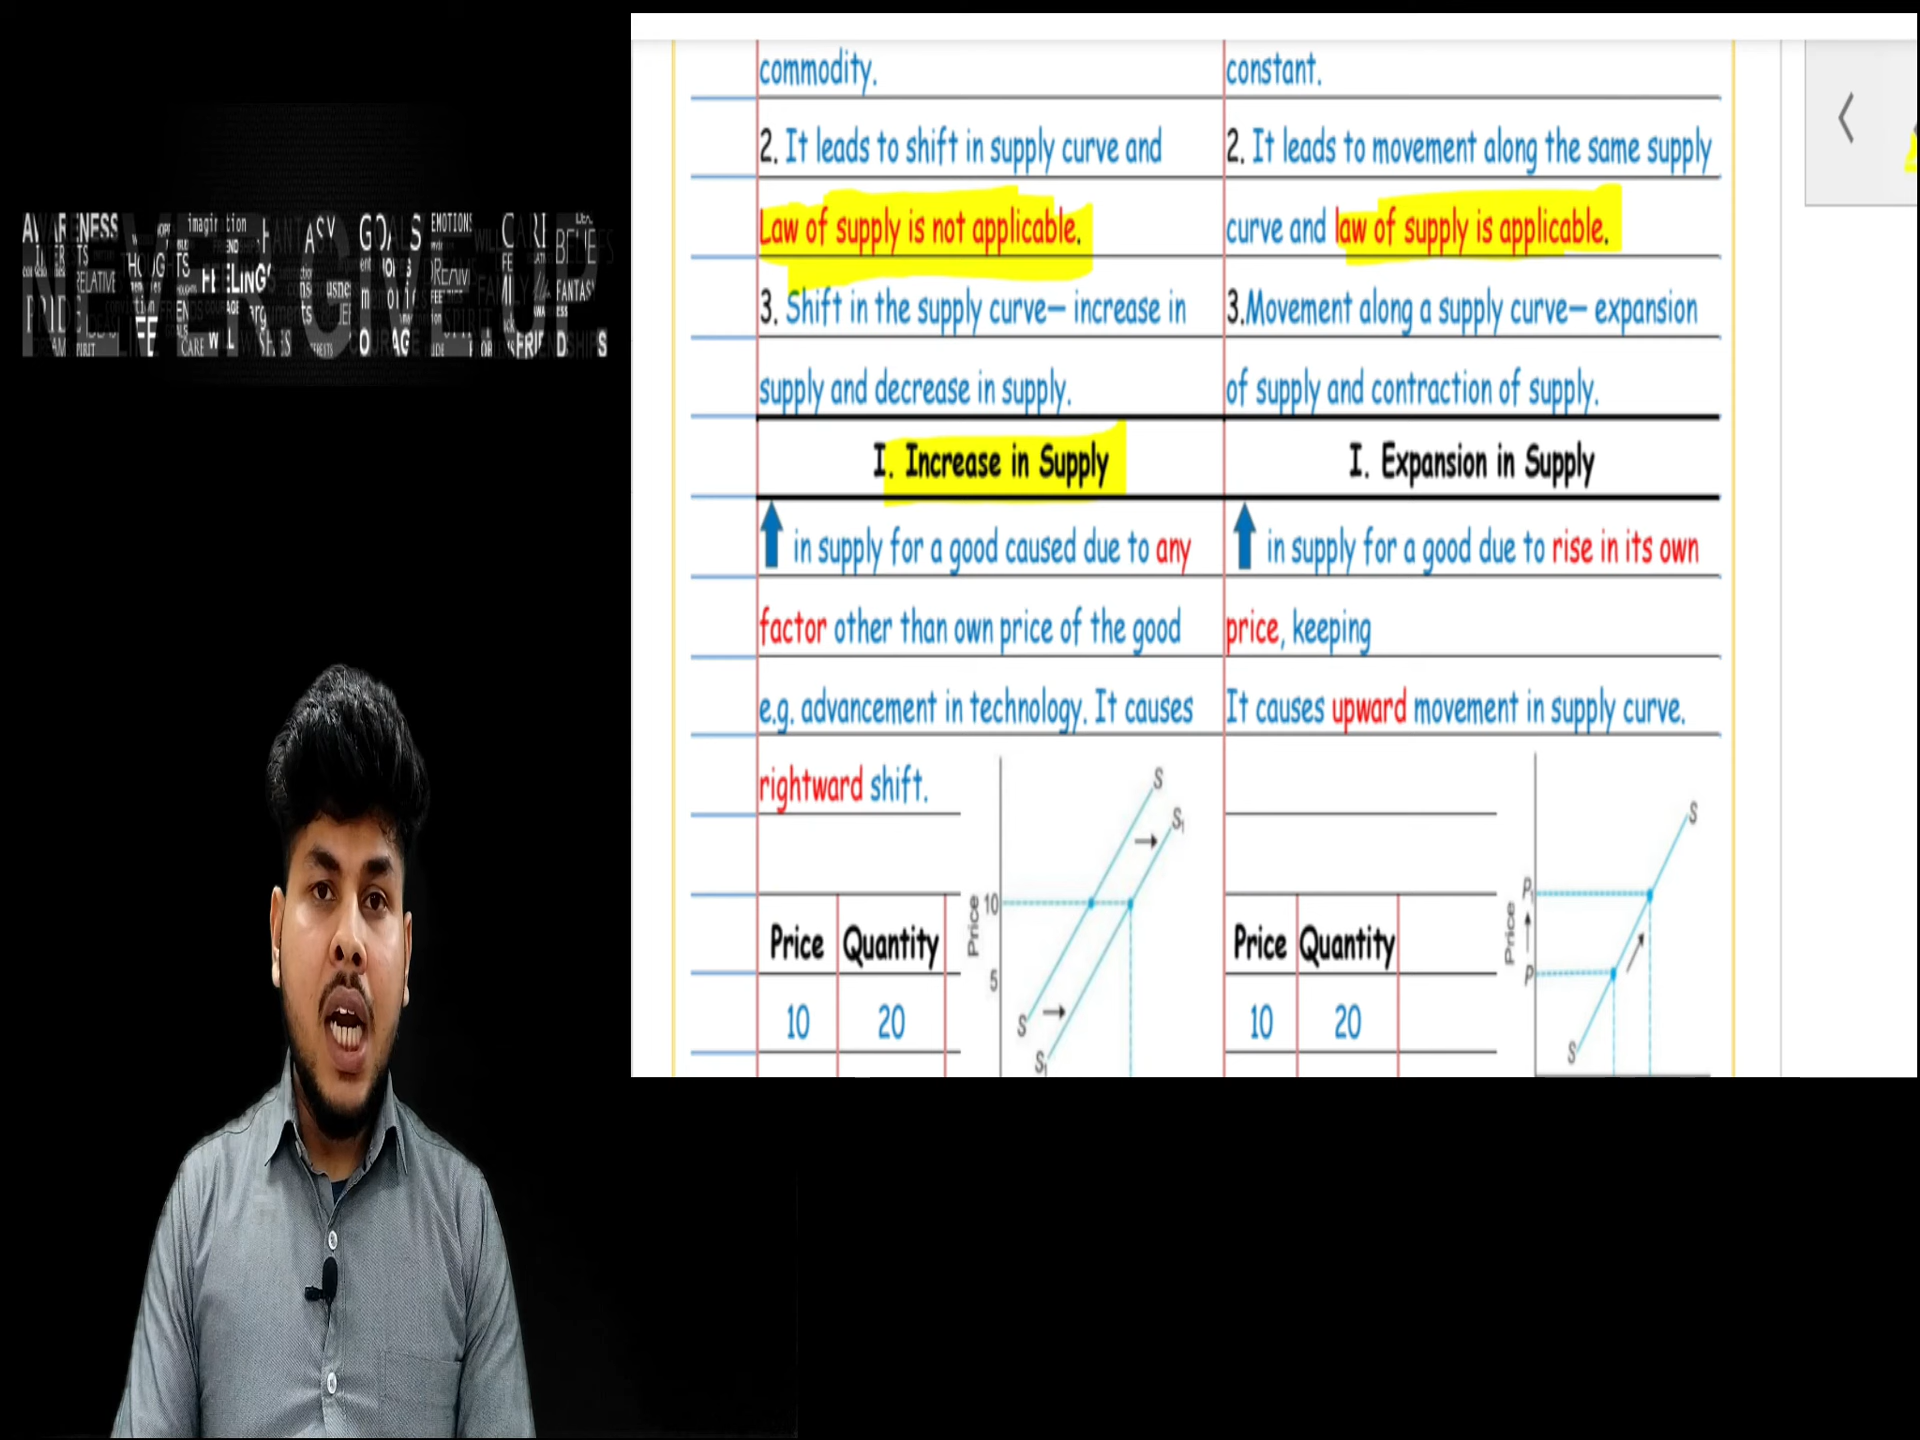 NEVER GIVE UP
commodity.
2. It leads to shift in supply curve and
Law of supply is not applicable.
3. Shift in the supply curve– increase in
supply and decrease in supply.
I. Increase in Supply
in supply for a good caused due to any
factor other than own price of the good
e.g. advancement in technology. It causes
rightward shift.
Price Quantity
10 20
Price
10
5
S
S1
S
S1
constant.
2. It leads to movement along the same supply
curve and law of supply is applicable.
3.Movement along a supply curve– expansion
of supply and contraction of supply.
I. Expansion in Supply
in supply for a good due to rise in its own
price, keeping
It causes upward movement in supply curve.
Price Quantity
10 20
Price
P1
P
S
S